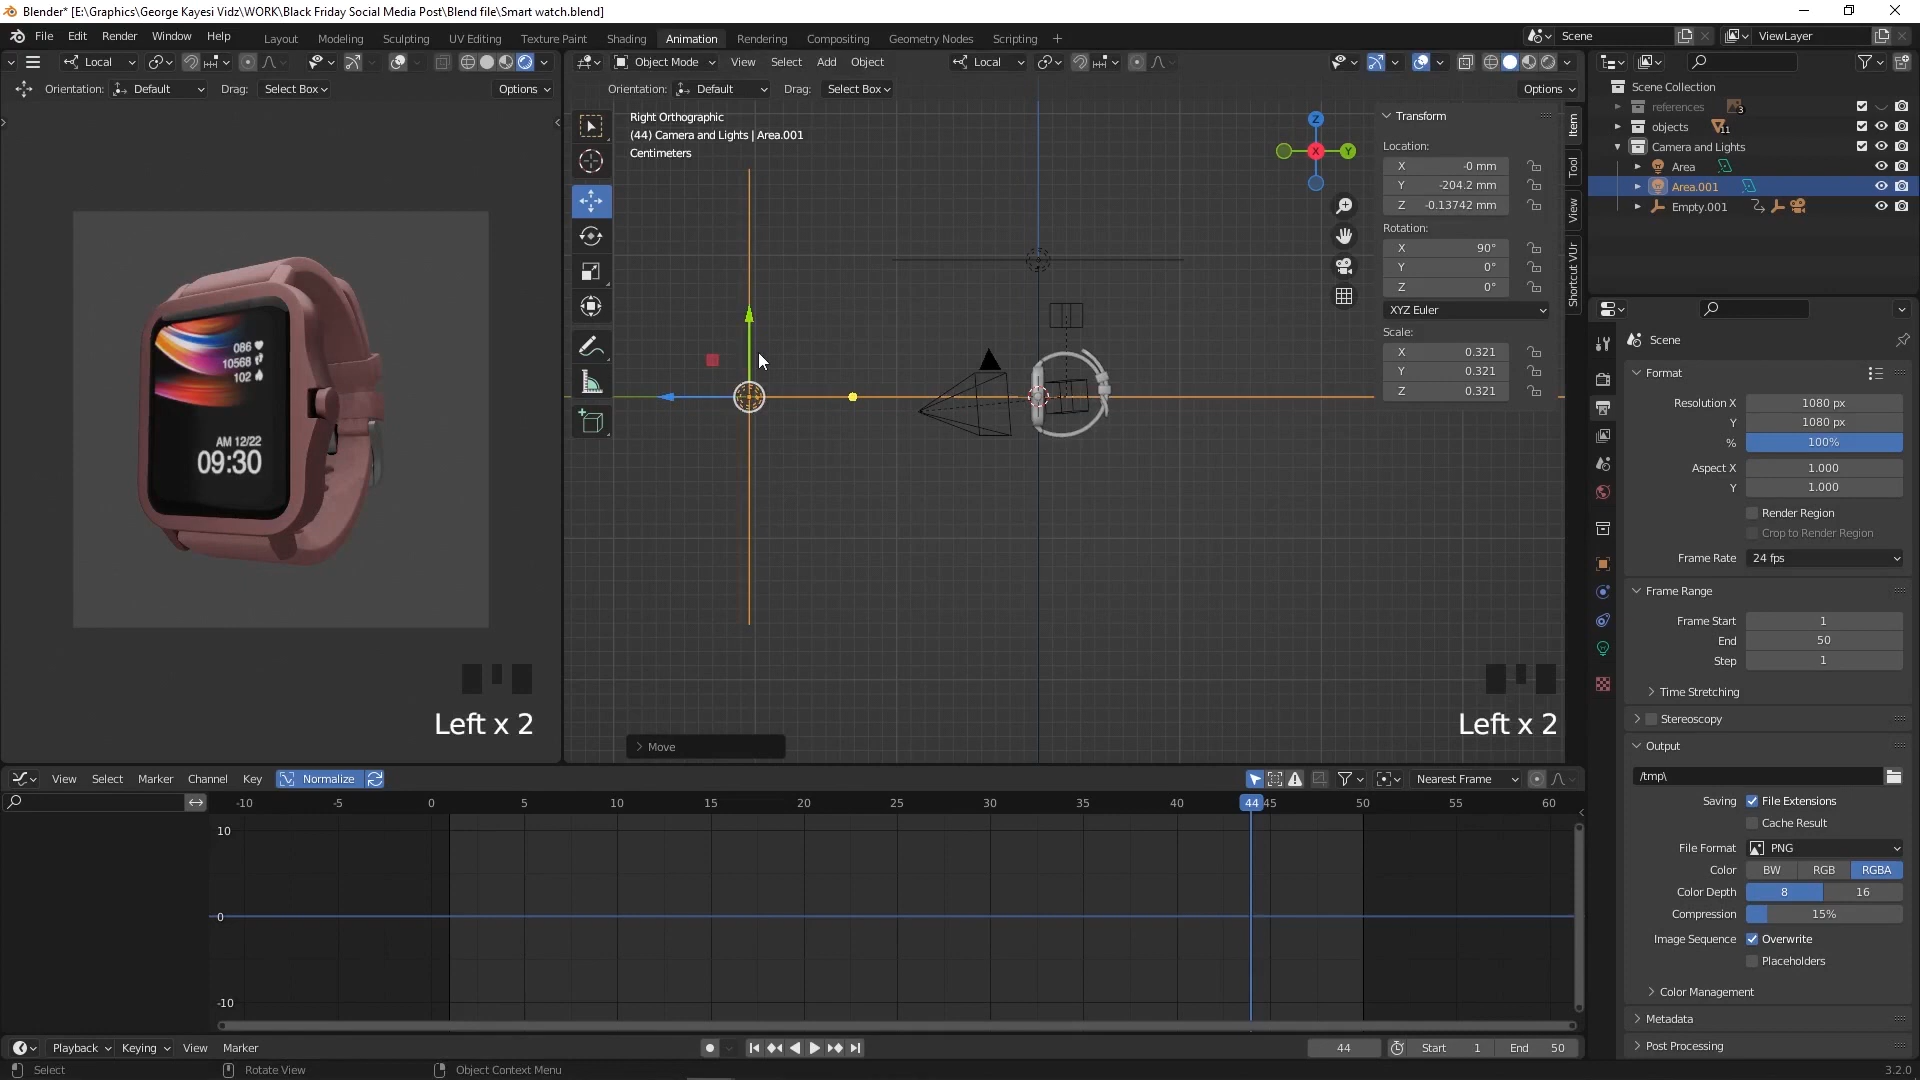 Blender* [E:\Graphics\George Kayesi Vidz\WORK\Black Friday Social Media Post\Blend file\Smart watch.blend]
File Edit Render Window Help Layout Modeling Sculpting UV Editing Texture Paint Shading Animation Rendering Compositing Geometry Nodes Scripting + Scene ViewLayer
Local Object Mode View Select Add Object Local
Orientation: Default Drag: Select Box Options Orientation: Default Drag: Select Box Options
Right Orthographic
(44) Camera and Lights | Area.001
Centimeters
Z
Y
X
Transform
Location:
X -0 mm
Y -204.2 mm
Z -0.13742 mm
Rotation:
X 90°
Y 0°
Z 0°
XYZ Euler
Scale:
X 0.321
Y 0.321
Z 0.321
Item
Tool
View
Shortcut VUr
Scene Collection
references 3
objects 11
Camera and Lights
Area
Area.001
Empty.001
Scene
Format
Resolution X 1080 px
Y 1080 px
% 100%
Aspect X 1.000
Y 1.000
Render Region
Crop to Render Region
Frame Rate 24 fps
Frame Range
Frame Start 1
End 50
Step 1
Time Stretching
Stereoscopy
Output
/tmp\
Saving File Extensions
Cache Result
File Format PNG
Color BW RGB RGBA
Color Depth 8 16
Compression 15%
Image Sequence Overwrite
Placeholders
Color Management
Metadata
Post Processing
086
10568
102
AM 12/22
09:30
Left x 2
Left x 2
Move
View Select Marker Channel Key Normalize Nearest Frame
-10 -5 0 5 10 15 20 25 30 35 40 44 45 50 55 60
10
0
-10
Playback Keying View Marker 44 Start 1 End 50
Select Rotate View Object Context Menu 3.2.0